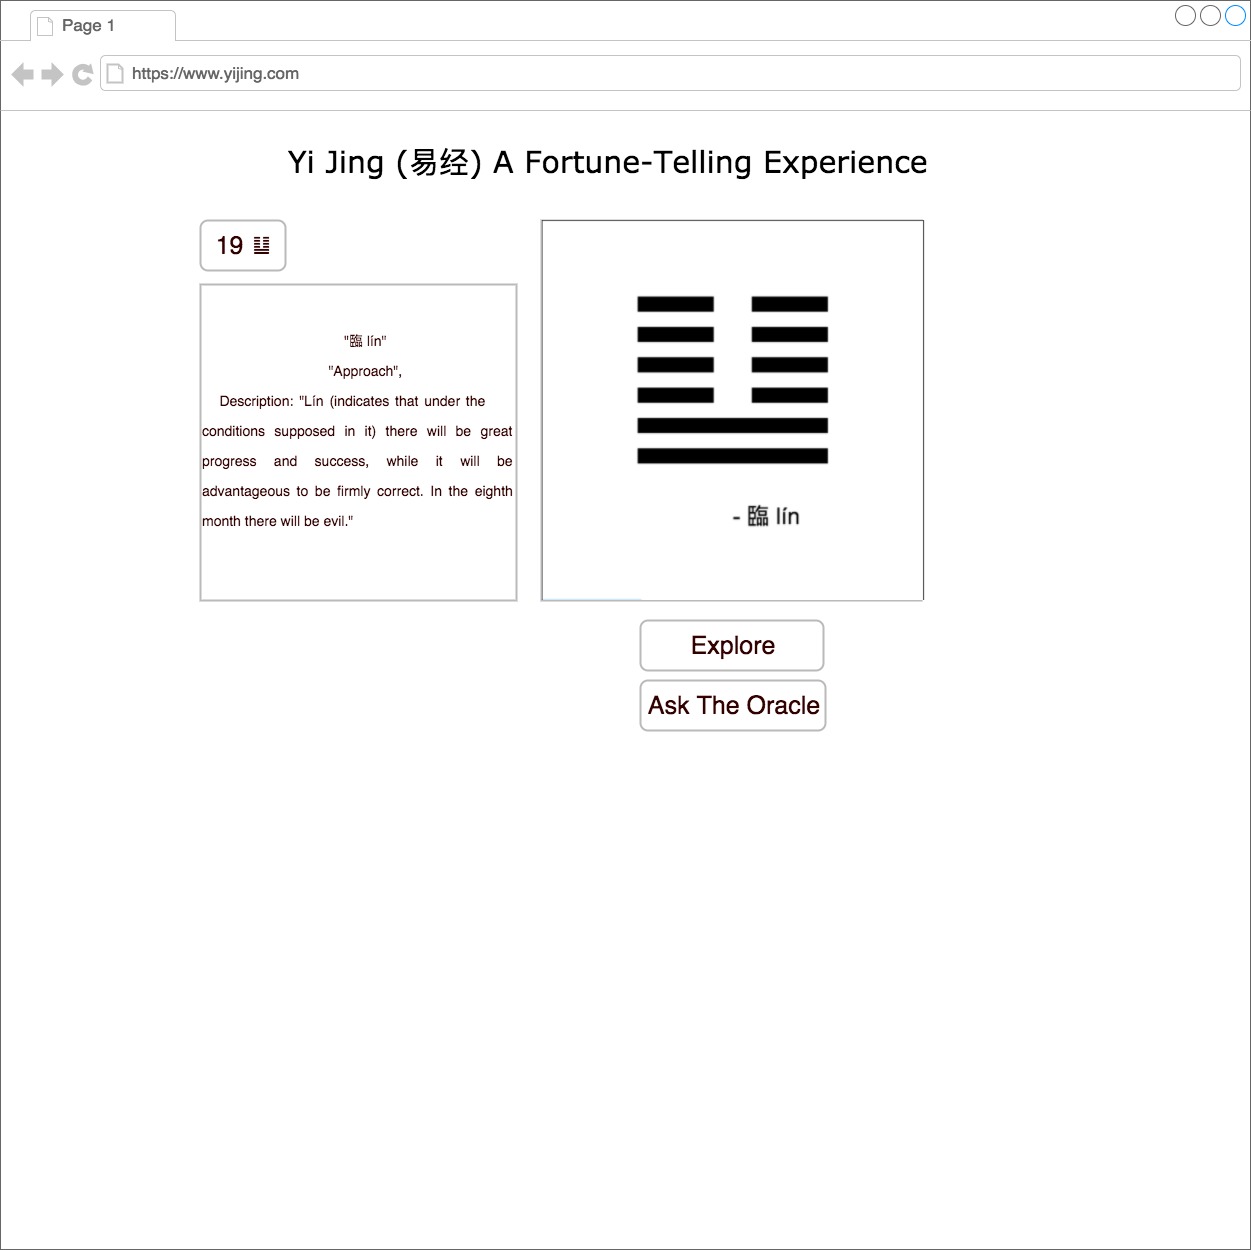 Page 1
https://www.yijing.com
Yi Jing (易经) A Fortune-Telling Experience
19 ䷒
"臨 lín"
"Approach",
Description: "Lín (indicates that under the
conditions supposed in it) there will be great
progress and success, while it will be
advantageous to be firmly correct. In the eighth
month there will be evil."
- 臨 lín
Explore
Ask The Oracle